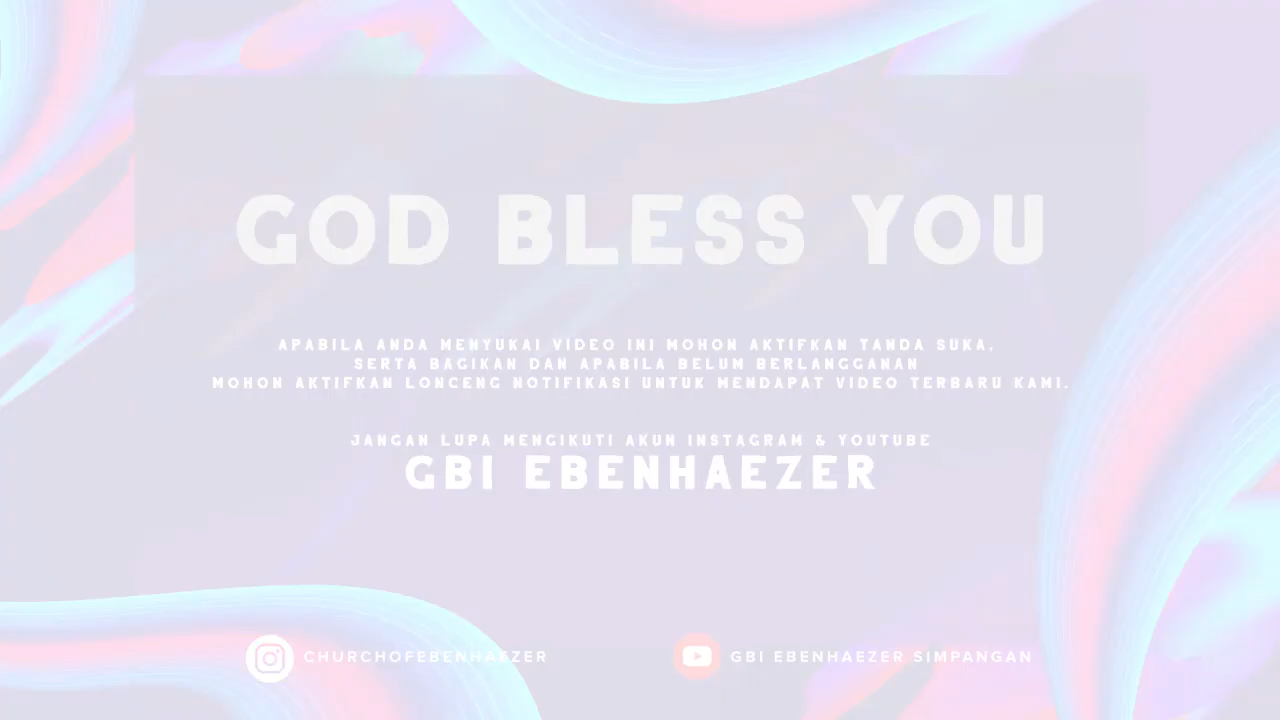 GOD BLESS YOU
APABILA ANDA MENYUKAI VIDEO INI MOHON AKTIFKAN TANDA SUKA,
SERTA BAGIKAN DAN APABILA BELUM BERLANGGANAN
MOHON AKTIFKAN LONCENG NOTIFIKASI UNTUK MENDAPAT VIDEO TERBARU KAMI.
JANGAN LUPA MENGIKUTI AKUN INSTAGRAM & YOUTUBE
GBI EBENHAEZER
CHURCHOFEBENHAEZER
GBI EBENHAEZER SIMPANGAN